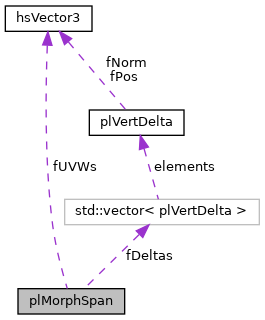 hsVector3
fNorm
fPos
plVertDelta
fUVWs
elements
std::vector< plVertDelta >
fDeltas
plMorphSpan